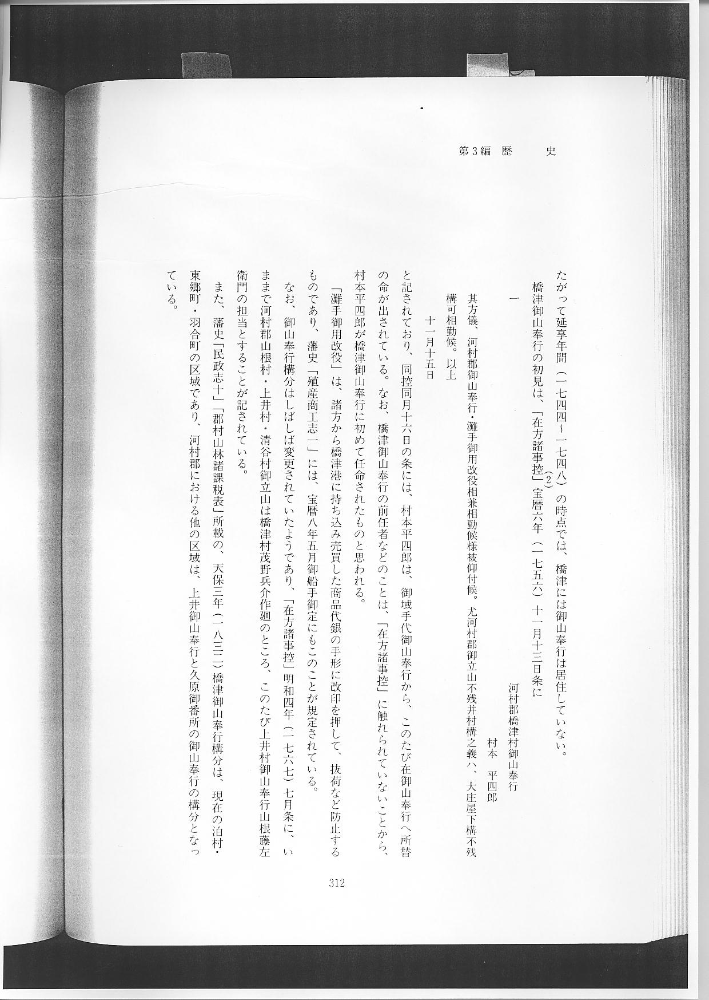 第3編　歴　　史
たがって延享年間（一七四四～一七四八）の時点では、橋津には御山奉行は居住していない。
橋津御山奉行の初見は、「在方諸事控」(2)宝暦六年（一七五六）十一月十三日条に
一　　　　　　　　　　河村郡橋津村御山奉行
村本　平四郎
其方儀、河村郡御山奉行・灘手御用改役相兼相勤候様被仰付候。尤河村郡御立山不残并村構之義ハ、大庄屋下構不残
構可相勤候。以上
十一月十五日
と記されており、同控同月十六日の条には、村本平四郎は、御城手代御山奉行から、このたび在御山奉行へ所替
の命が出されている。なお、橋津御山奉行の前任者などのことは、「在方諸事控」に触れられていないことから、
村本平四郎が橋津御山奉行に初めて任命されたものと思われる。
「灘手御用改役」は、諸方から橋津港に持ち込み売買した商品代銀の手形に改印を押して、抜荷など防止する
ものであり、藩史「殖産商工志一」には、宝暦八年五月御船手御定にもこのことが規定されている。
なお、御山奉行構分はしばしば変更されていたようであり、「在方諸事控」明和四年（一七六七）七月条に、い
ままで河村郡山根村・上井村・清谷村御立山は橋津村茂野兵介作廻のところ、このたび上井村御山奉行山根藤左
衛門の担当とすることが記されている。
また、藩史「民政志十」「郡村山林諸課税表」所載の、天保三年（一八三二）橋津御山奉行構分は、現在の泊村・
東郷町・羽合町の区域であり、河村郡における他の区域は、上井御山奉行と久原御番所の御山奉行の構分となっ
ている。
312